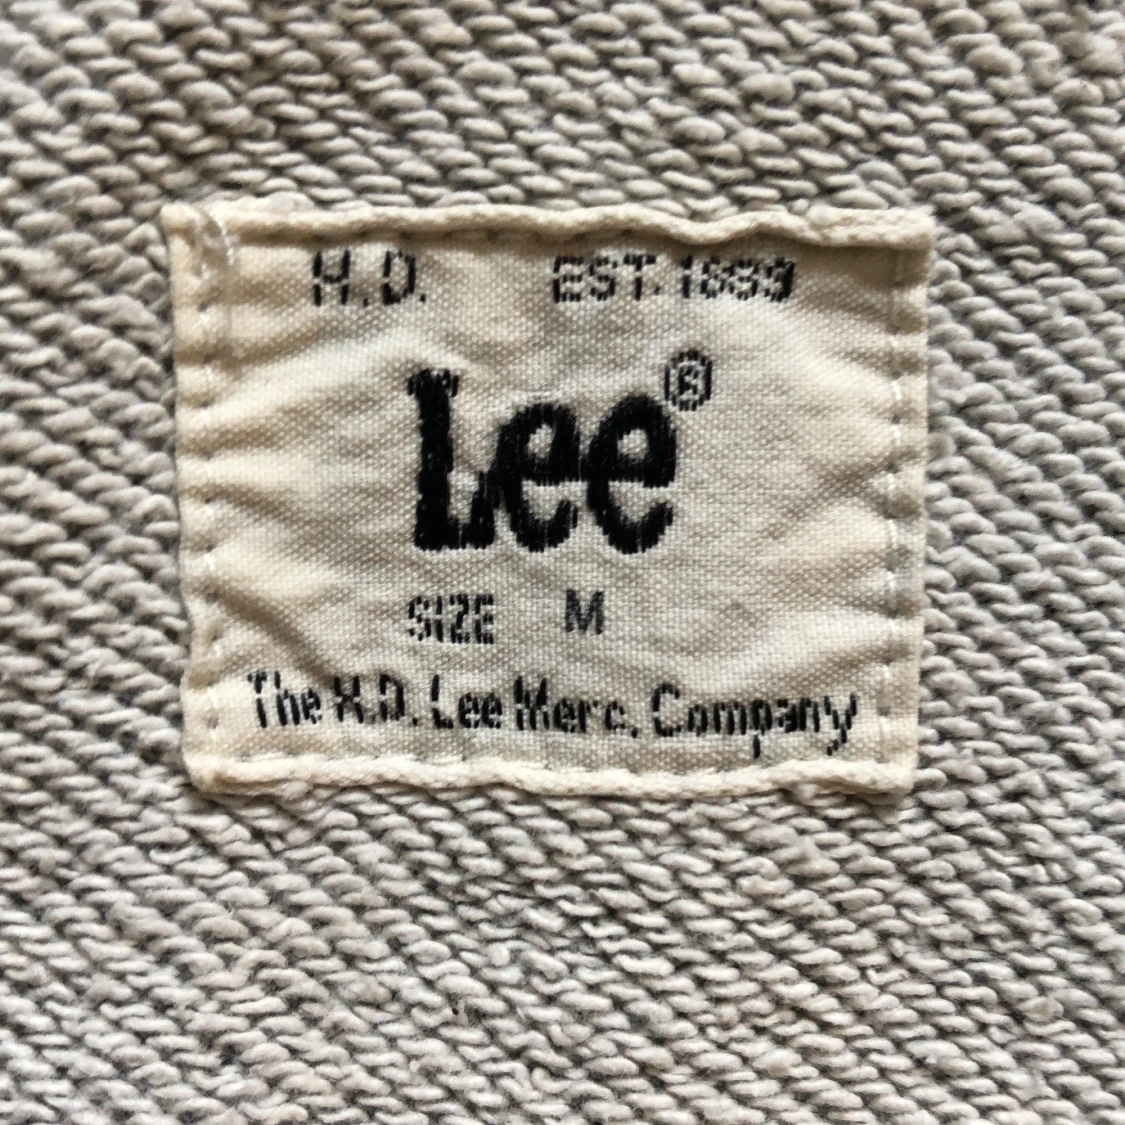 H.D. EST. 1889
Lee®
SIZE M
The H.D. Lee Merc. Company